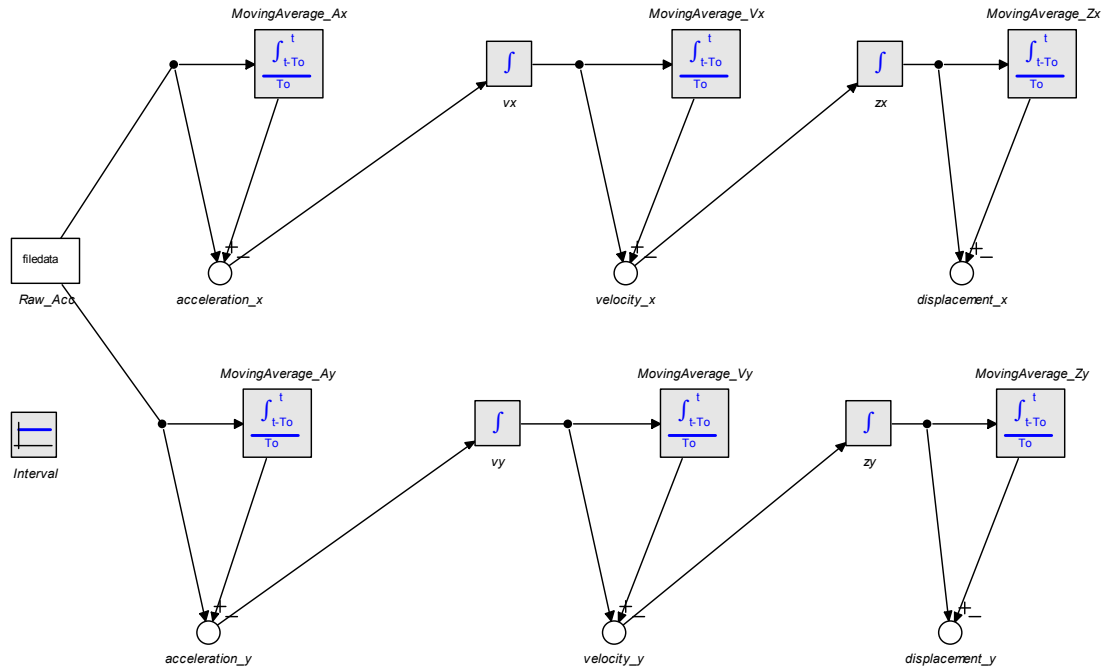 MovingAverage_Ax
MovingAverage_Vx
MovingAverage_Zx
∫ t
t-To
To
∫
∫ t
t-To
To
∫
∫ t
t-To
To
vx
zx
filedata
Raw_Acc
+
−
acceleration_x
+
−
velocity_x
+
−
displacement_x
MovingAverage_Ay
MovingAverage_Vy
MovingAverage_Zy
∫ t
t-To
To
∫
∫ t
t-To
To
∫
∫ t
t-To
To
vy
zy
Interval
+
−
acceleration_y
+
−
velocity_y
+
−
displacement_y